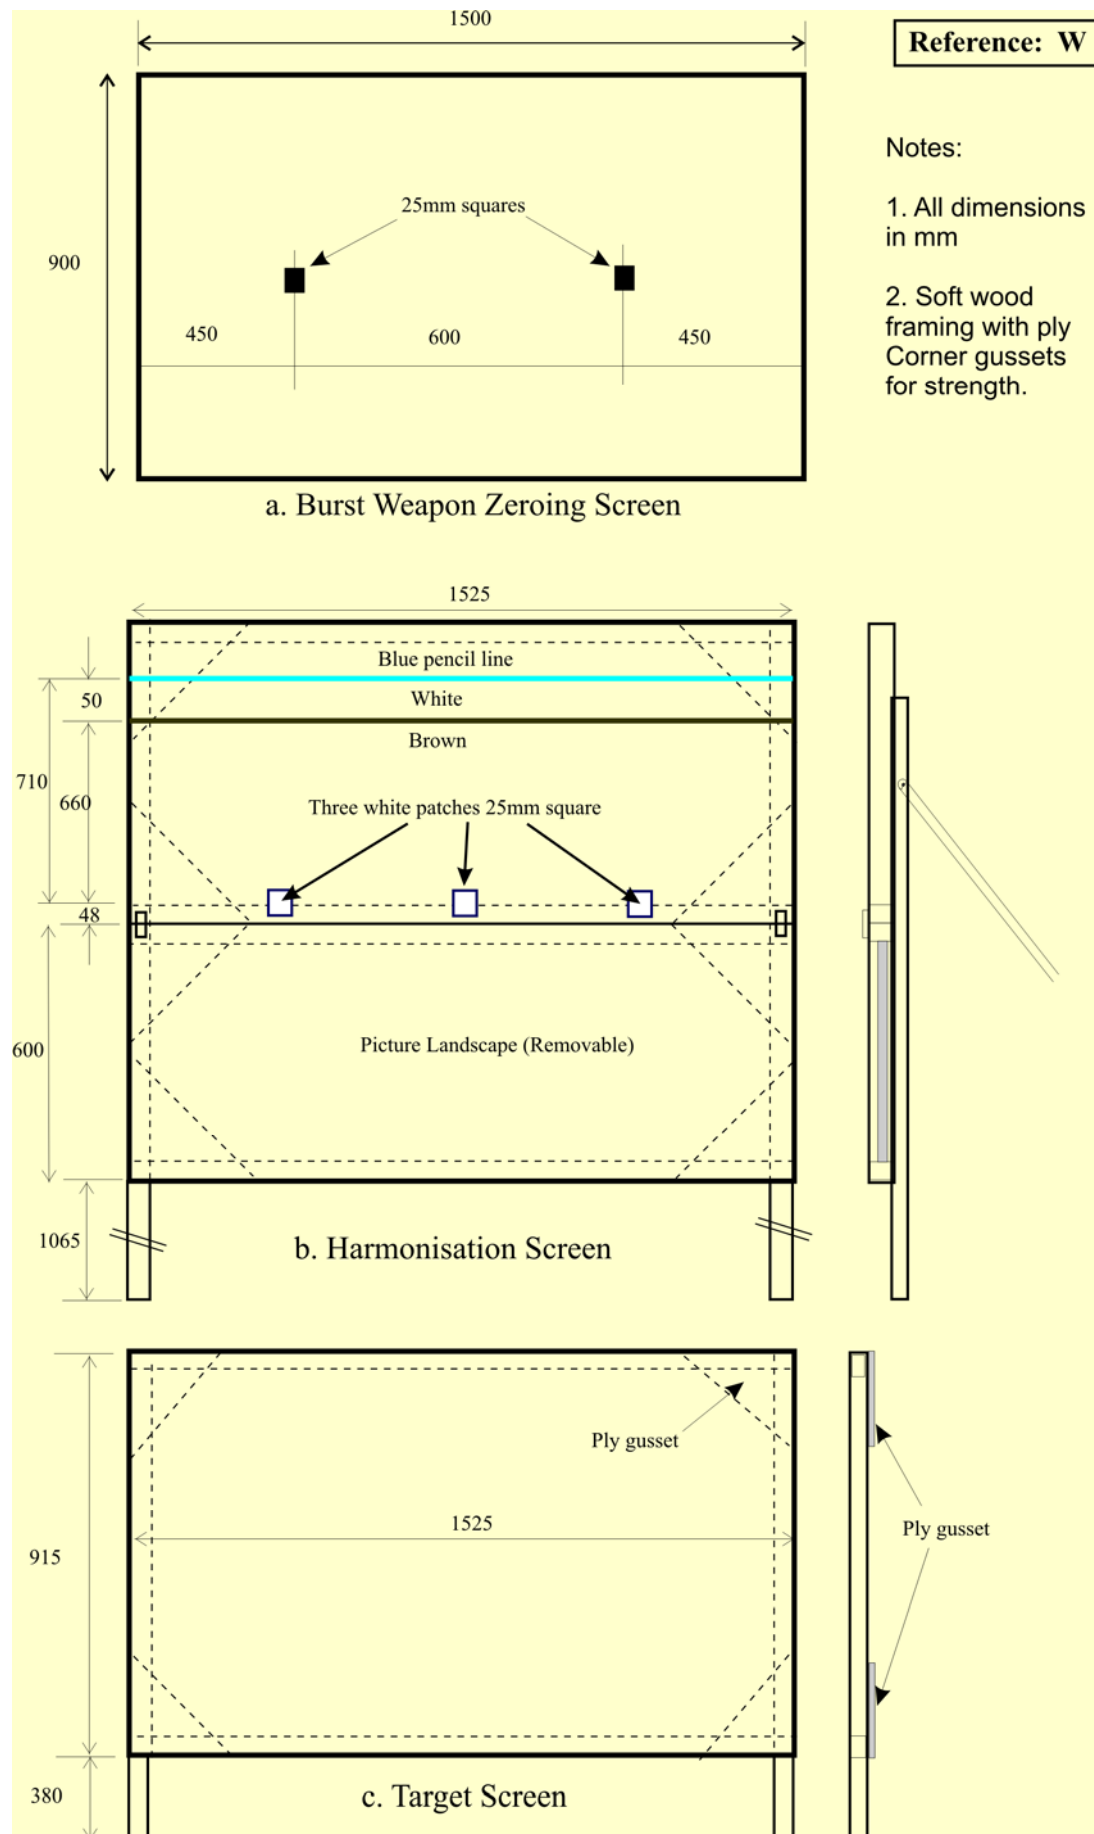 1500
Reference: W
Notes:
1. All dimensions
in mm
2. Soft wood
framing with ply
Corner gussets
for strength.
25mm squares
900
450
600
450
a. Burst Weapon Zeroing Screen
1525
Blue pencil line
50
White
Brown
710
660
Three white patches 25mm square
48
600
Picture Landscape (Removable)
1065
b. Harmonisation Screen
Ply gusset
1525
915
Ply gusset
380
c. Target Screen